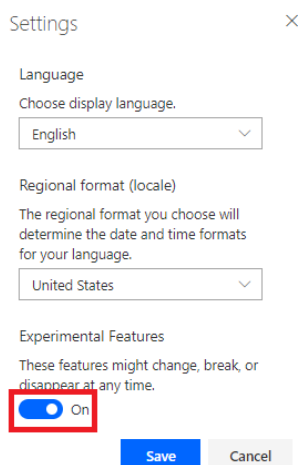 Settings
Language
Choose display language.
English
Regional format (locale)
The regional format you choose will
determine the date and time formats
for your language.
United States
Experimental Features
These features might change, break, or
disappear at any time.
On
Save Cancel